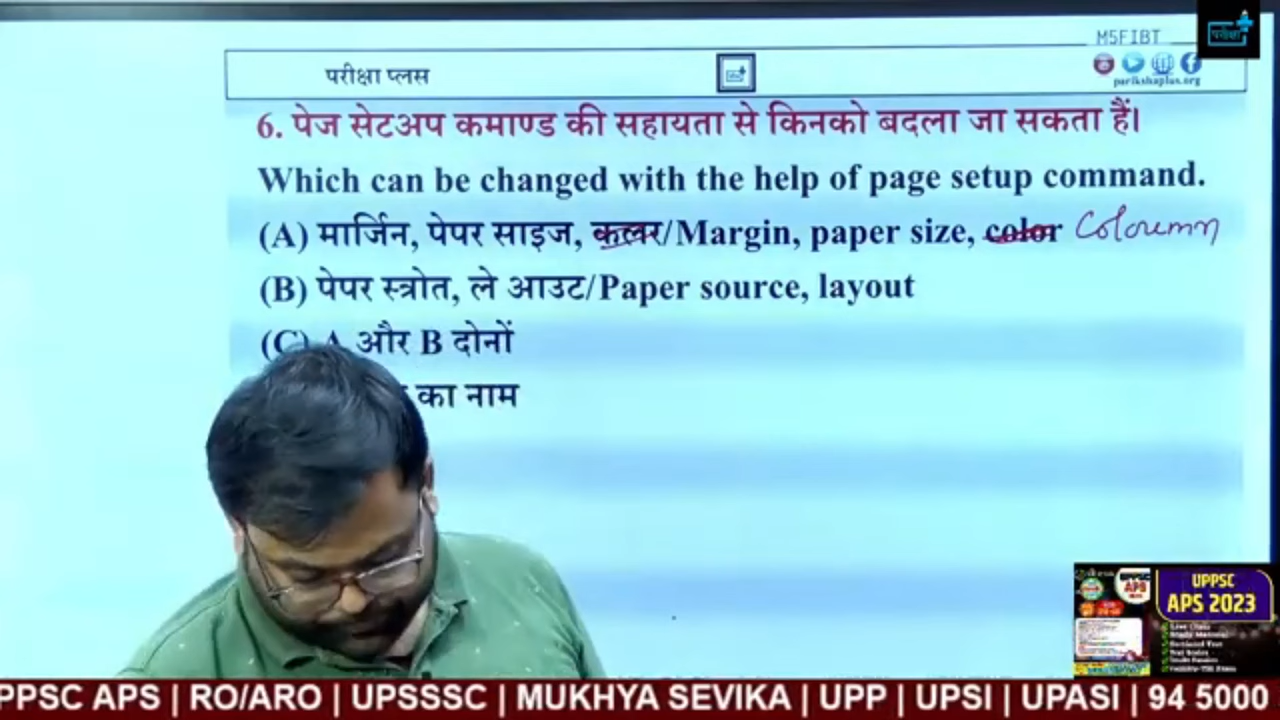 परीक्षा
M5FIBT
परीक्षा प्लस
parikshaplus.org
6. पेज सेटअप कमाण्ड की सहायता से किनको बदला जा सकता हैं।
Which can be changed with the help of page setup command.
(A) मार्जिन, पेपर साइज, कलर/Margin, paper size, color Coloumn
(B) पेपर स्त्रोत, ले आउट/Paper source, layout
(C) A और B दोनों
का नाम
UPPSC
APS 2023
PPSC APS | RO/ARO | UPSSSC | MUKHYA SEVIKA | UPP | UPSI | UPASI | 94 5000